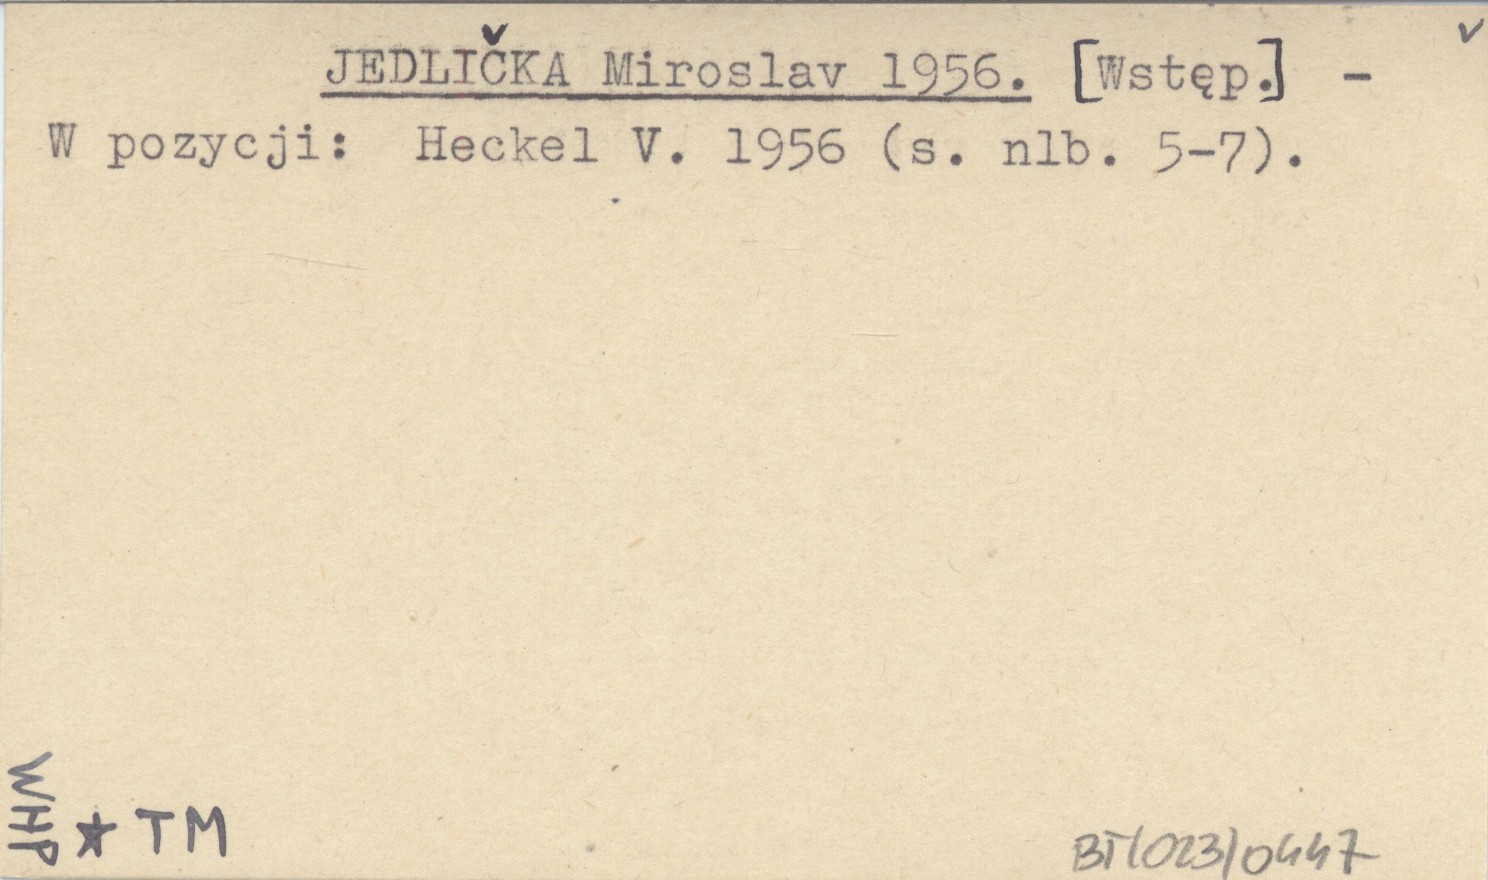 JEDLIČKA Miroslav 1956. [Wstęp.] -
W pozycji: Heckel V. 1956 (s. nlb. 5-7).
WHP
★ TM
BT(023)0447